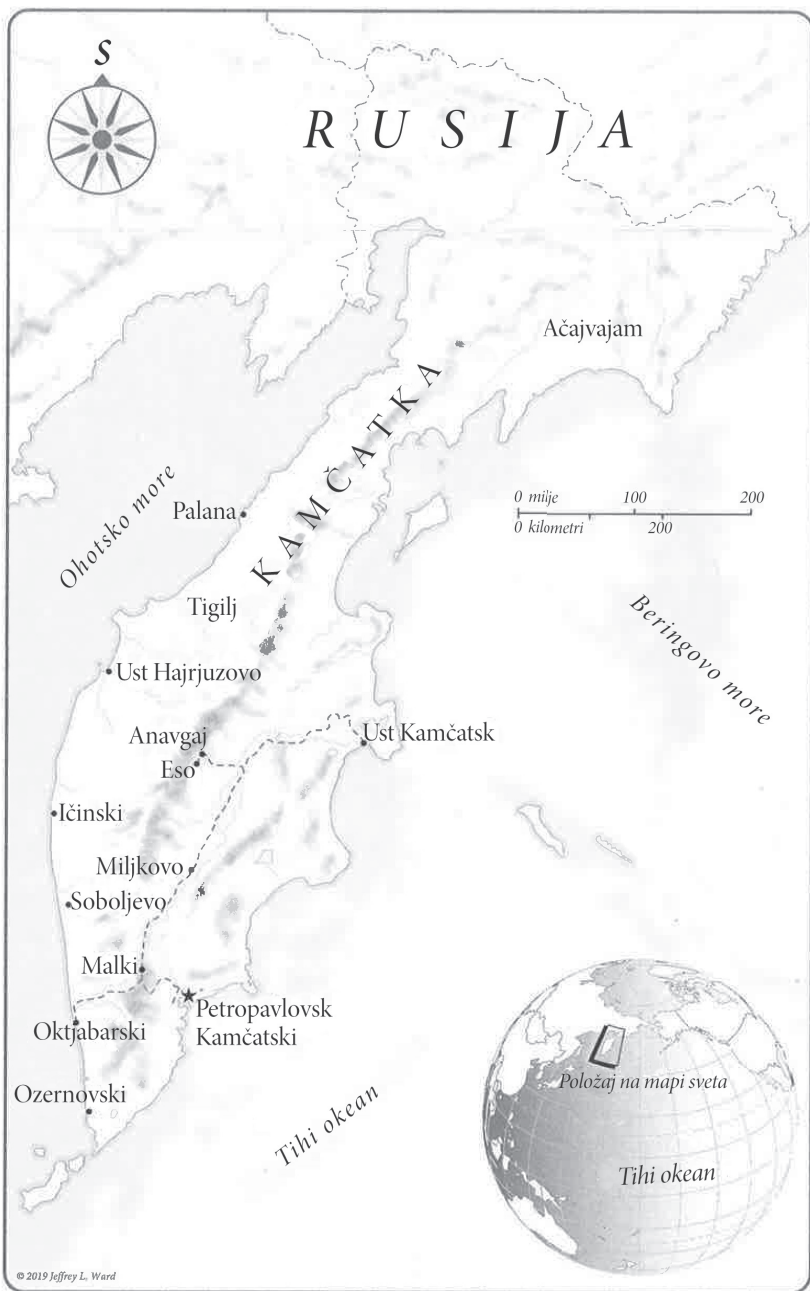 S
RUSIJA
Ačajvajam
KAMČATKA
Ohotsko more
Palana
0 milje 100 200
0 kilometri 200
Tigilj
Beringovo more
Ust Hajrjuzovo
Anavgaj
Ust Kamčatsk
Eso
Ičinski
Miljkovo
Soboljevo
Malki
Petropavlovsk
Kamčatski
Oktjabarski
Položaj na mapi sveta
Ozernovski
Tihi okean
Tihi okean
© 2019 Jeffrey L. Ward